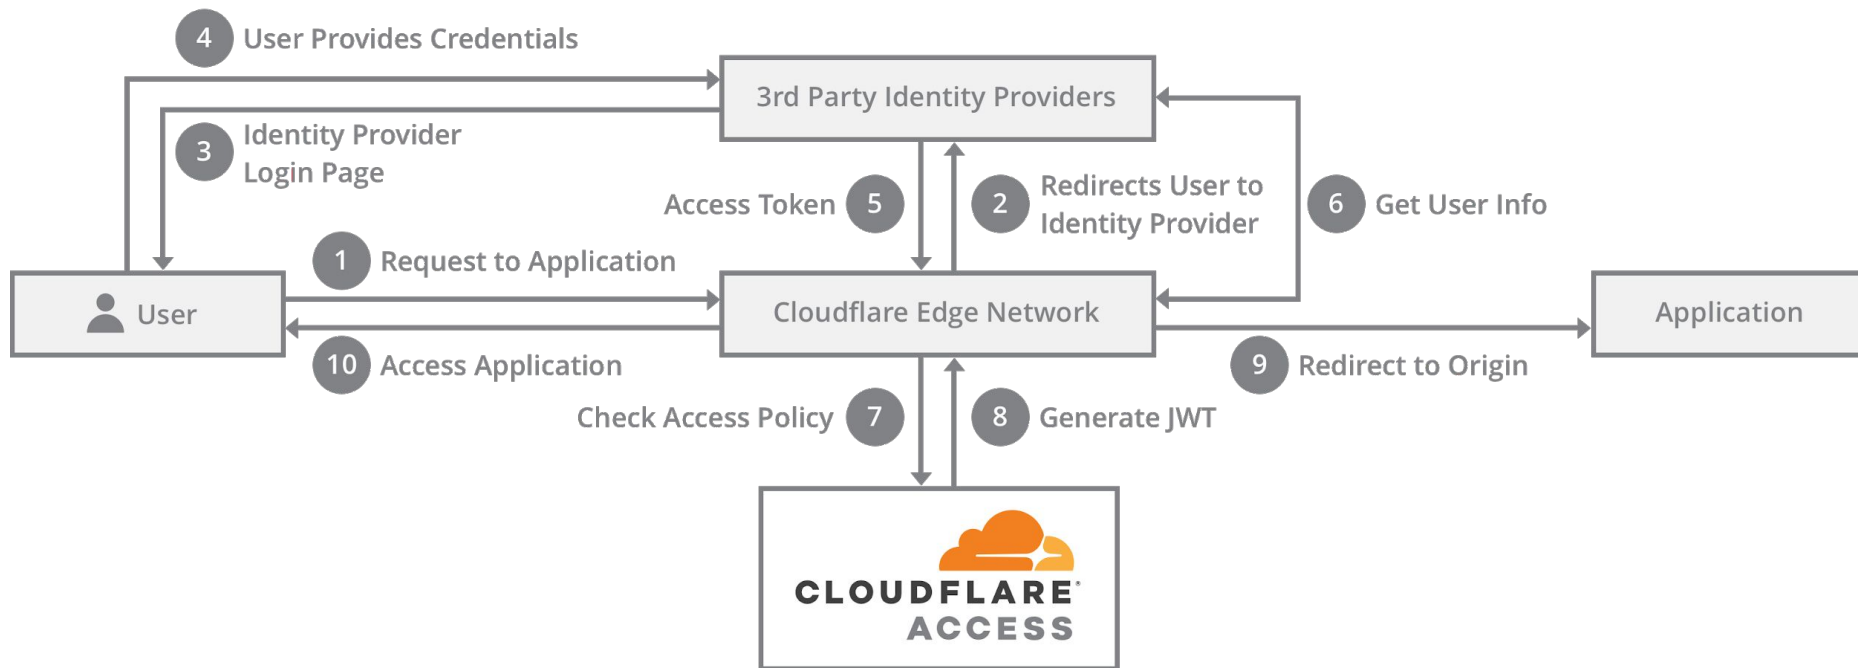 4 User Provides Credentials
3rd Party Identity Providers
3 Identity Provider
Login Page
Access Token 5
2 Redirects User to
Identity Provider
6 Get User Info
1 Request to Application
User
Cloudflare Edge Network
Application
10 Access Application
9 Redirect to Origin
Check Access Policy 7
8 Generate JWT
CLOUDFLARE®
ACCESS